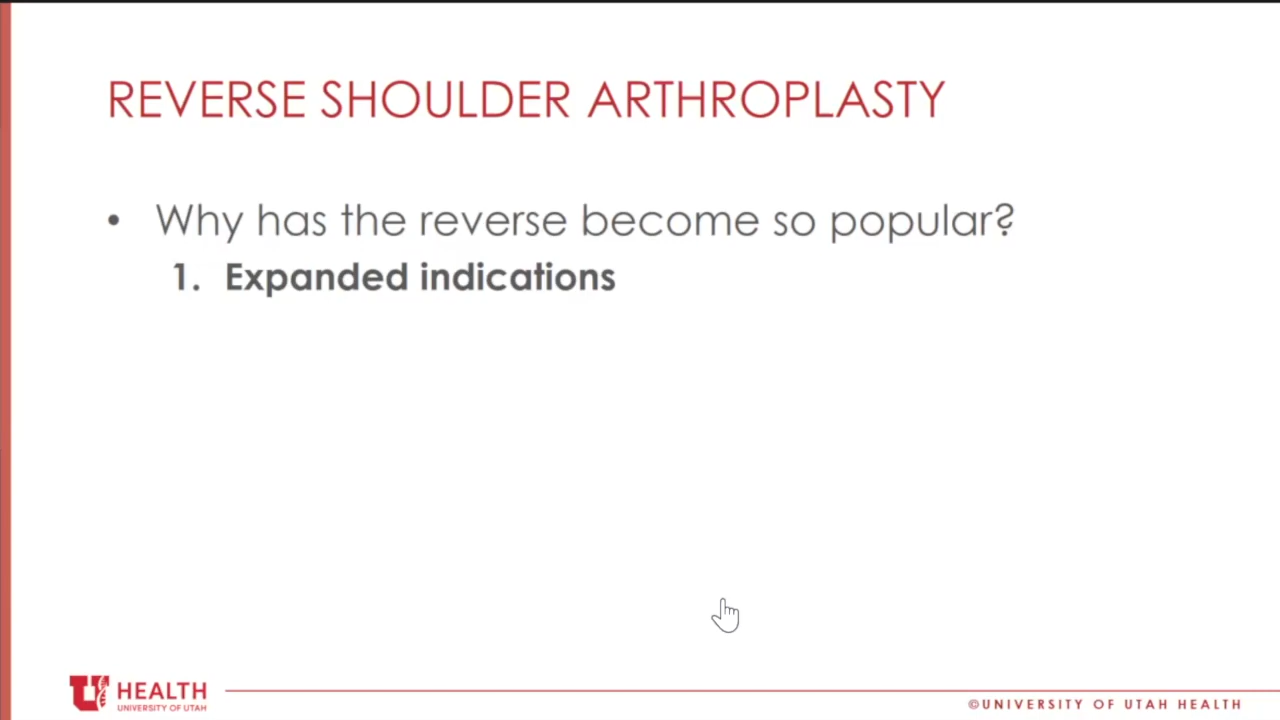 REVERSE SHOULDER ARTHROPLASTY
• Why has the reverse become so popular?
1. Expanded indications
U HEALTH
UNIVERSITY OF UTAH
©UNIVERSITY OF UTAH HEALTH